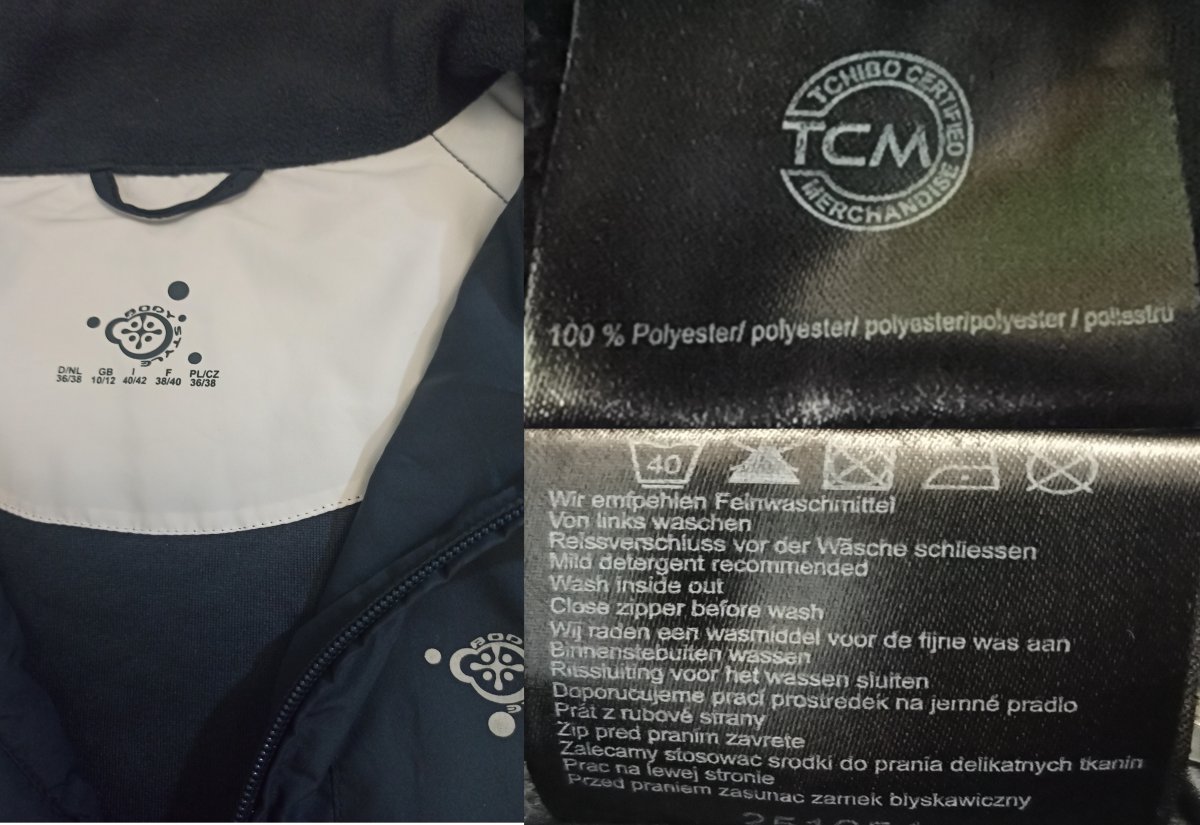 BODY STYLE
D/NL GB I F PL/CZ
36/38 10/12 40/42 38/40 36/38
BODY
TCHIBO CERTIFIED
TCM
MERCHANDISE
100 % Polyester/ polyester/ polyester/polyester / poliestru
40
Wir empfehlen Feinwaschmittel
Von links waschen
Reissverschluss vor der Wäsche schliessen
Mild detergent recommended
Wash inside out
Close zipper before wash
Wij raden een wasmiddel voor de fijne was aan
Binnenstebuiten wassen
Ritssluiting voor het wassen sluiten
Doporucujeme prací prostredek na jemné pradlo
Prát z rubové strany
Zip pred praním zavrete
Zalecamy stosowac srodki do prania delikatnych tkanin
Prac na lewej stronie
Przed praniem zasunac zamek blyskawiczny